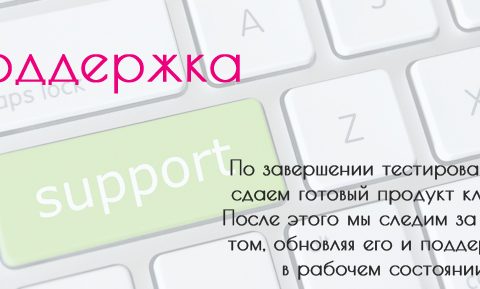 оддержка
aps lock
support
Z
По завершении тестирова
сдаем готовый продукт кл
После этого мы следим за
том, обновляя его и поддер
в рабочем состоянии